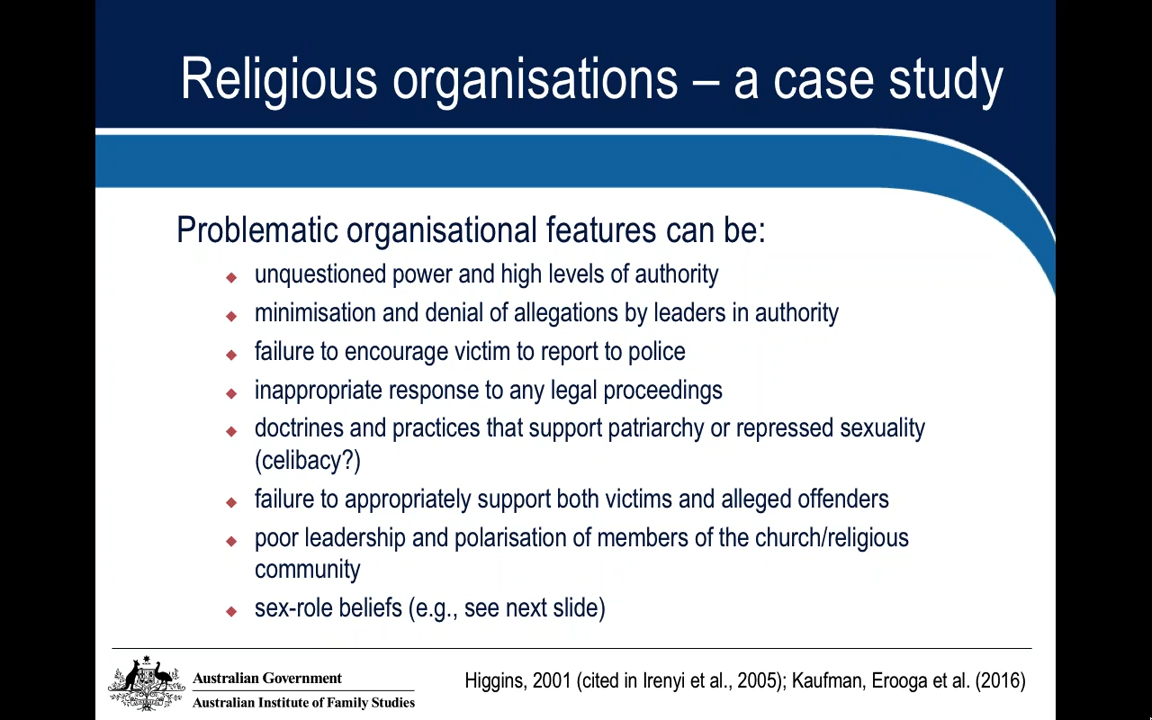 Religious organisations – a case study
Problematic organisational features can be:
unquestioned power and high levels of authority
minimisation and denial of allegations by leaders in authority
failure to encourage victim to report to police
inappropriate response to any legal proceedings
doctrines and practices that support patriarchy or repressed sexuality
(celibacy?)
failure to appropriately support both victims and alleged offenders
poor leadership and polarisation of members of the church/religious
community
sex-role beliefs (e.g., see next slide)
Australian Government
Australian Institute of Family Studies
Higgins, 2001 (cited in Irenyi et al., 2005); Kaufman, Erooga et al. (2016)